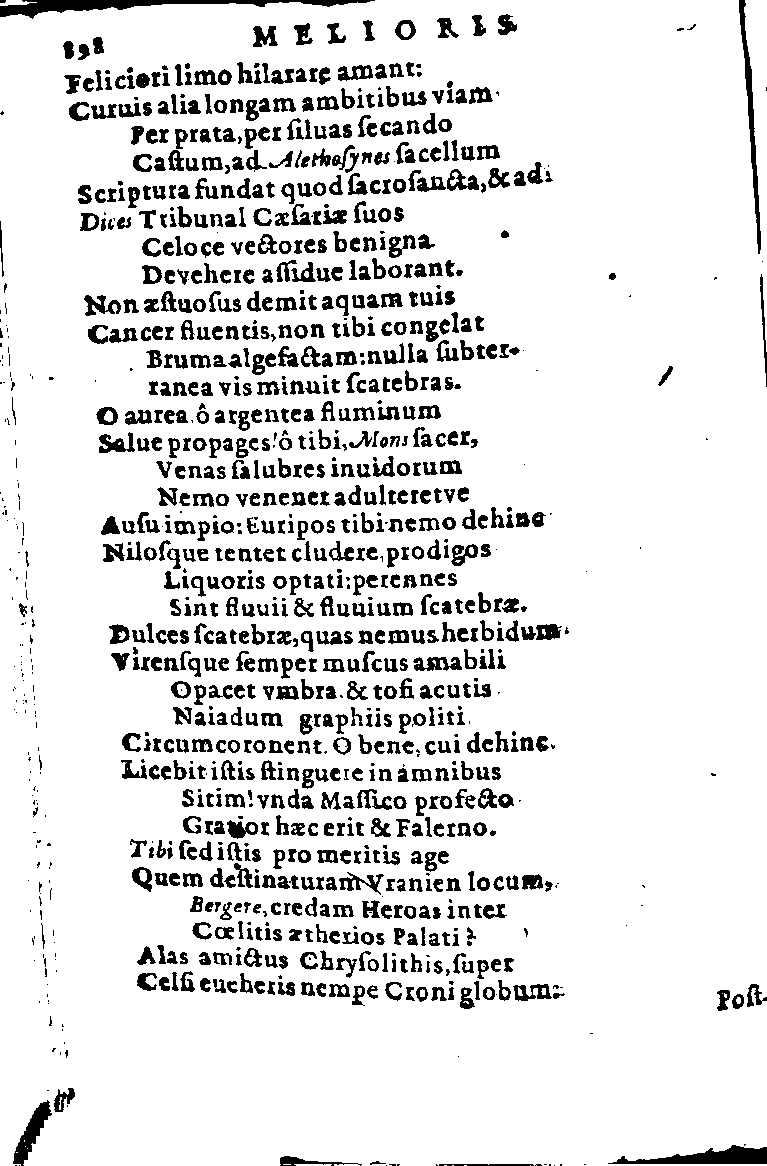 898 MELIORIS
Felicieri limo hilarare amant:
Curuis alia longam ambitibus viam
Per prata, per ſiluas ſecando
Caſtum, ad Alethoſynes ſacellum
Scriptura fundat quod ſacroſancta, & ad
Dices Tribunal Cæſariæ ſuos
Celoce vectores benigna
Devehere aſſidue laborant.
Non æſtuoſus demit aquam tuis
Cancer fluentis, non tibi congelat
Bruma algefactam: nulla ſubter-
ranea vis minuit ſcatebras.
O aurea, ô argentea fluminum
Salue propages! ô tibi, Mons ſacer,
Venas ſalubres inuidorum
Nemo venenet adulteretve
Auſu impio: Euripos tibi nemo dehinc
Niloſque tentet cludere, prodigos
Liquoris optati: perennes
Sint fluuii & fluuium ſcatebræ.
Dulces ſcatebræ, quas nemus herbidum
Virenſque ſemper muſcus amabili
Opacet vmbra, & tofi acutis
Naiadum graphiis politi
Circumcoronent. O bene, cui dehinc
Licebit iſtis ſtinguere in amnibus
Sitim! vnda Maſſico profecto
Gratior hæc erit & Falerno.
Tibi ſed iſtis pro meritis age
Quem deſtinaturam Vranien locum,
Bergere, credam Heroas inter
Cœlitis ætherios Palati?
Alas amictus Chryſolithis, ſuper
Celſi eucheris nempe Croni globum:
Poſt-